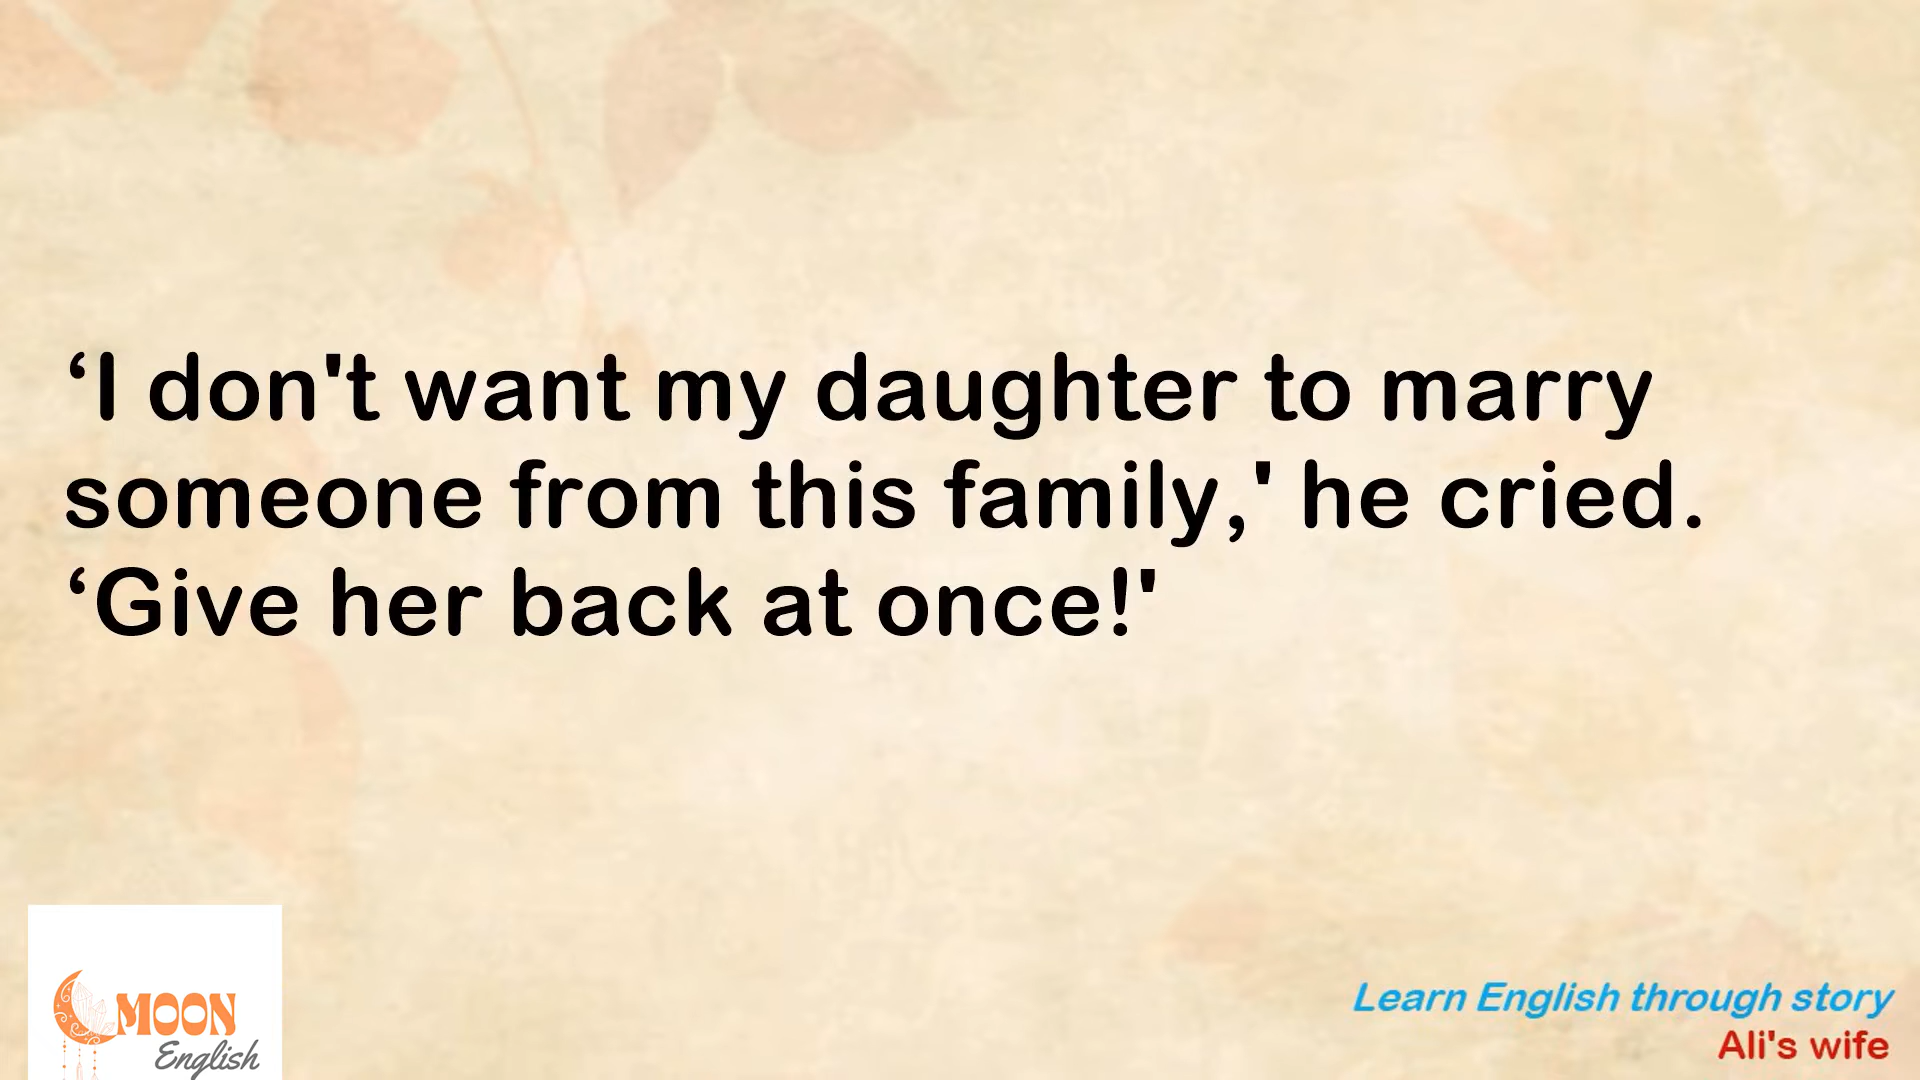 ‘I don't want my daughter to marry
someone from this family,' he cried.
‘Give her back at once!'
MOON
English
Learn English through story
Ali's wife